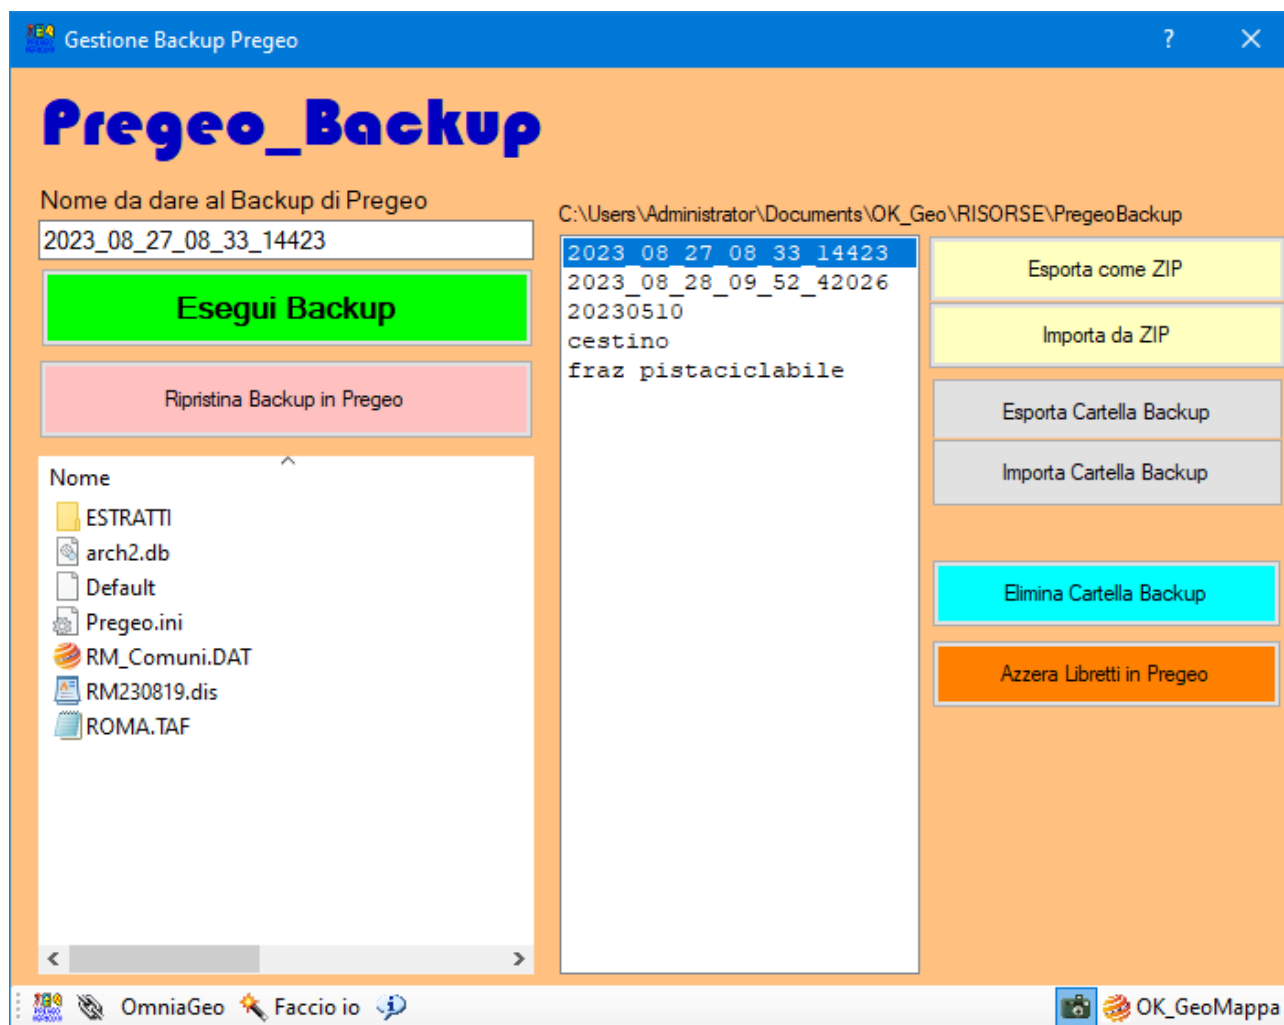 Gestione Backup Pregeo
?
Pregeo_Backup
Nome da dare al Backup di Pregeo
2023_08_27_08_33_14423
Esegui Backup
Ripristina Backup in Pregeo
Nome
ESTRATTI
arch2.db
Default
Pregeo.ini
RM_Comuni.DAT
RM230819.dis
ROMA.TAF
C:\Users\Administrator\Documents\OK_Geo\RISORSE\PregeoBackup
2023_08_27_08_33_14423
2023_08_28_09_52_42026
20230510
cestino
fraz pistaciclabile
Esporta come ZIP
Importa da ZIP
Esporta Cartella Backup
Importa Cartella Backup
Elimina Cartella Backup
Azzera Libretti in Pregeo
OmniaGeo Faccio io OK_GeoMappa